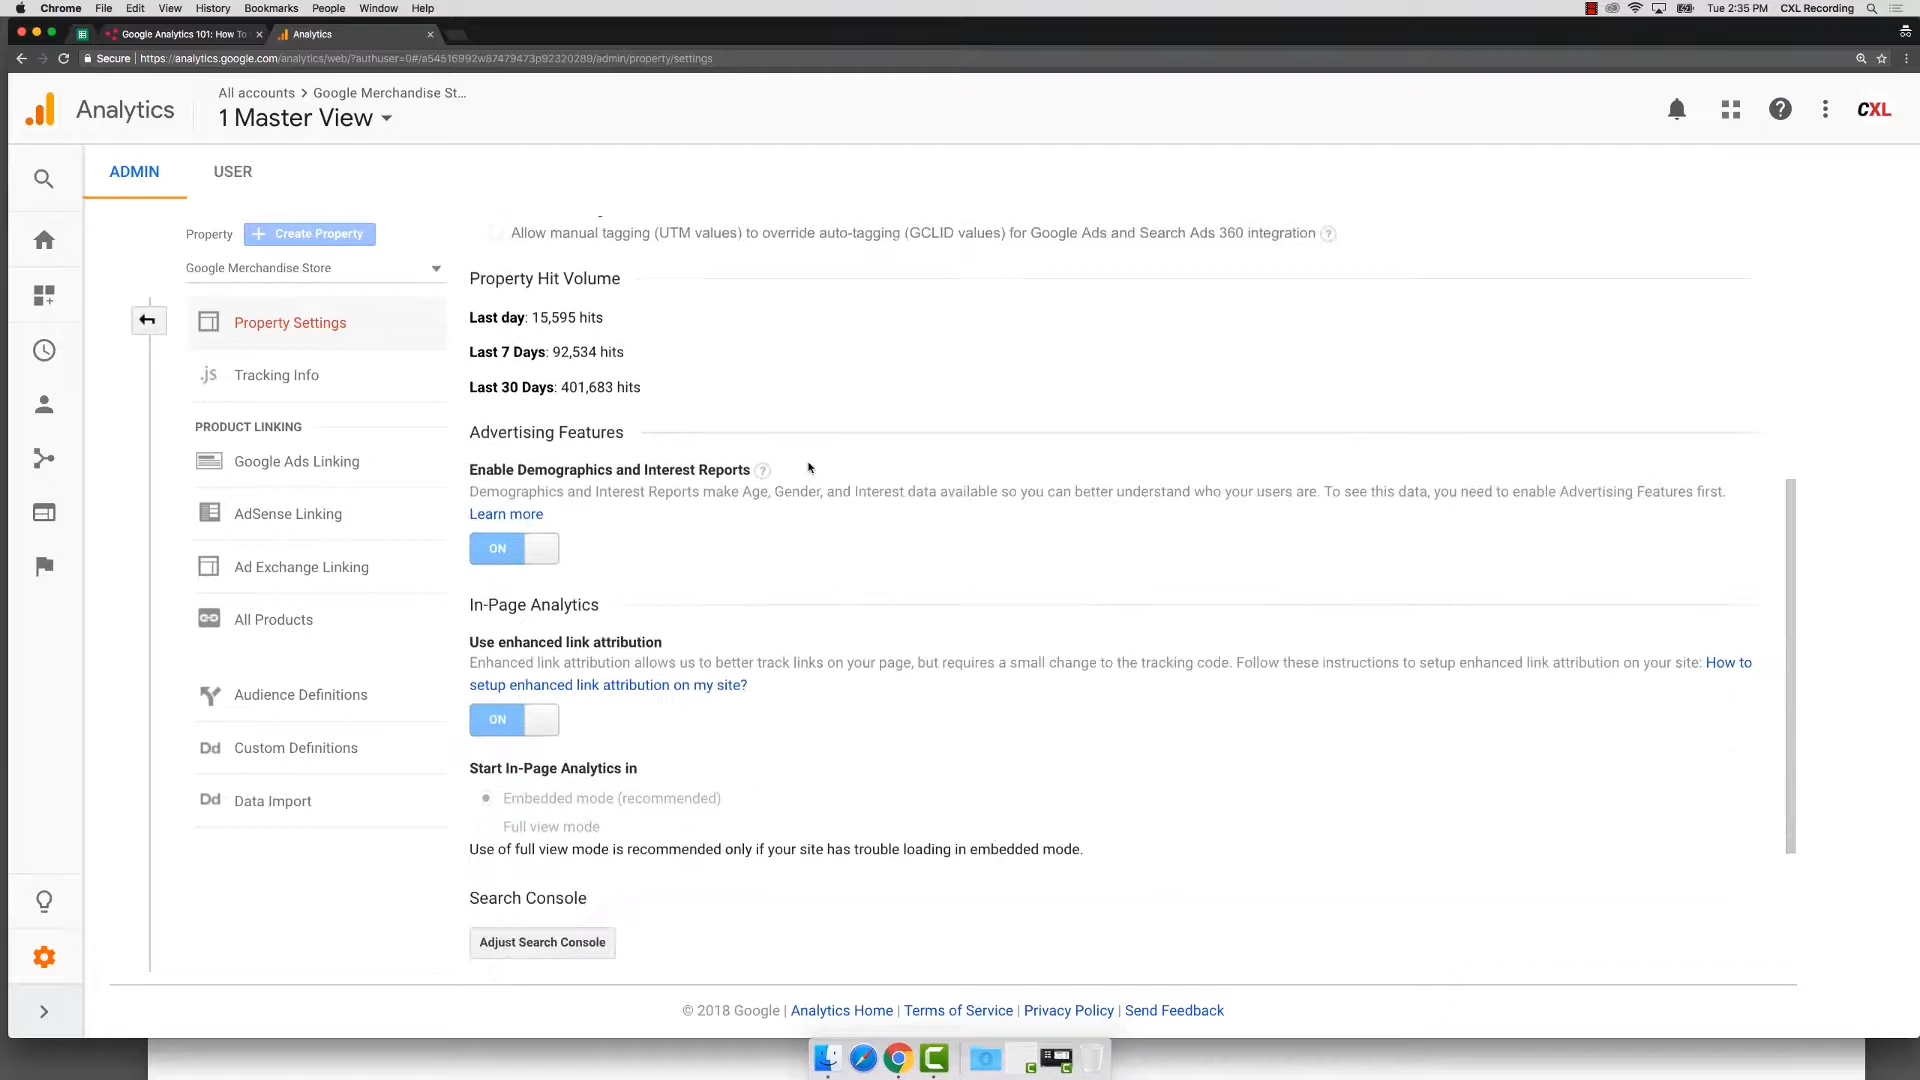 Chrome File Edit View History Bookmarks People Window Help Tue 2:35 PM CXL Recording
Google Analytics 101: How To Analytics
Secure https://analytics.google.com/analytics/web/?authuser=0#/a54516992w87479473p92320289/admin/property/settings
Analytics
All accounts > Google Merchandise St...
1 Master View
CXL
ADMIN USER
Property + Create Property
Google Merchandise Store
Property Settings
.js Tracking Info
PRODUCT LINKING
Google Ads Linking
AdSense Linking
Ad Exchange Linking
All Products
Audience Definitions
Dd Custom Definitions
Dd Data Import
Allow manual tagging (UTM values) to override auto-tagging (GCLID values) for Google Ads and Search Ads 360 integration ?
Property Hit Volume
Last day: 15,595 hits
Last 7 Days: 92,534 hits
Last 30 Days: 401,683 hits
Advertising Features
Enable Demographics and Interest Reports ?
Demographics and Interest Reports make Age, Gender, and Interest data available so you can better understand who your users are. To see this data, you need to enable Advertising Features first.
Learn more
ON
In-Page Analytics
Use enhanced link attribution
Enhanced link attribution allows us to better track links on your page, but requires a small change to the tracking code. Follow these instructions to setup enhanced link attribution on your site: How to
setup enhanced link attribution on my site?
ON
Start In-Page Analytics in
Embedded mode (recommended)
Full view mode
Use of full view mode is recommended only if your site has trouble loading in embedded mode.
Search Console
Adjust Search Console
© 2018 Google | Analytics Home | Terms of Service | Privacy Policy | Send Feedback